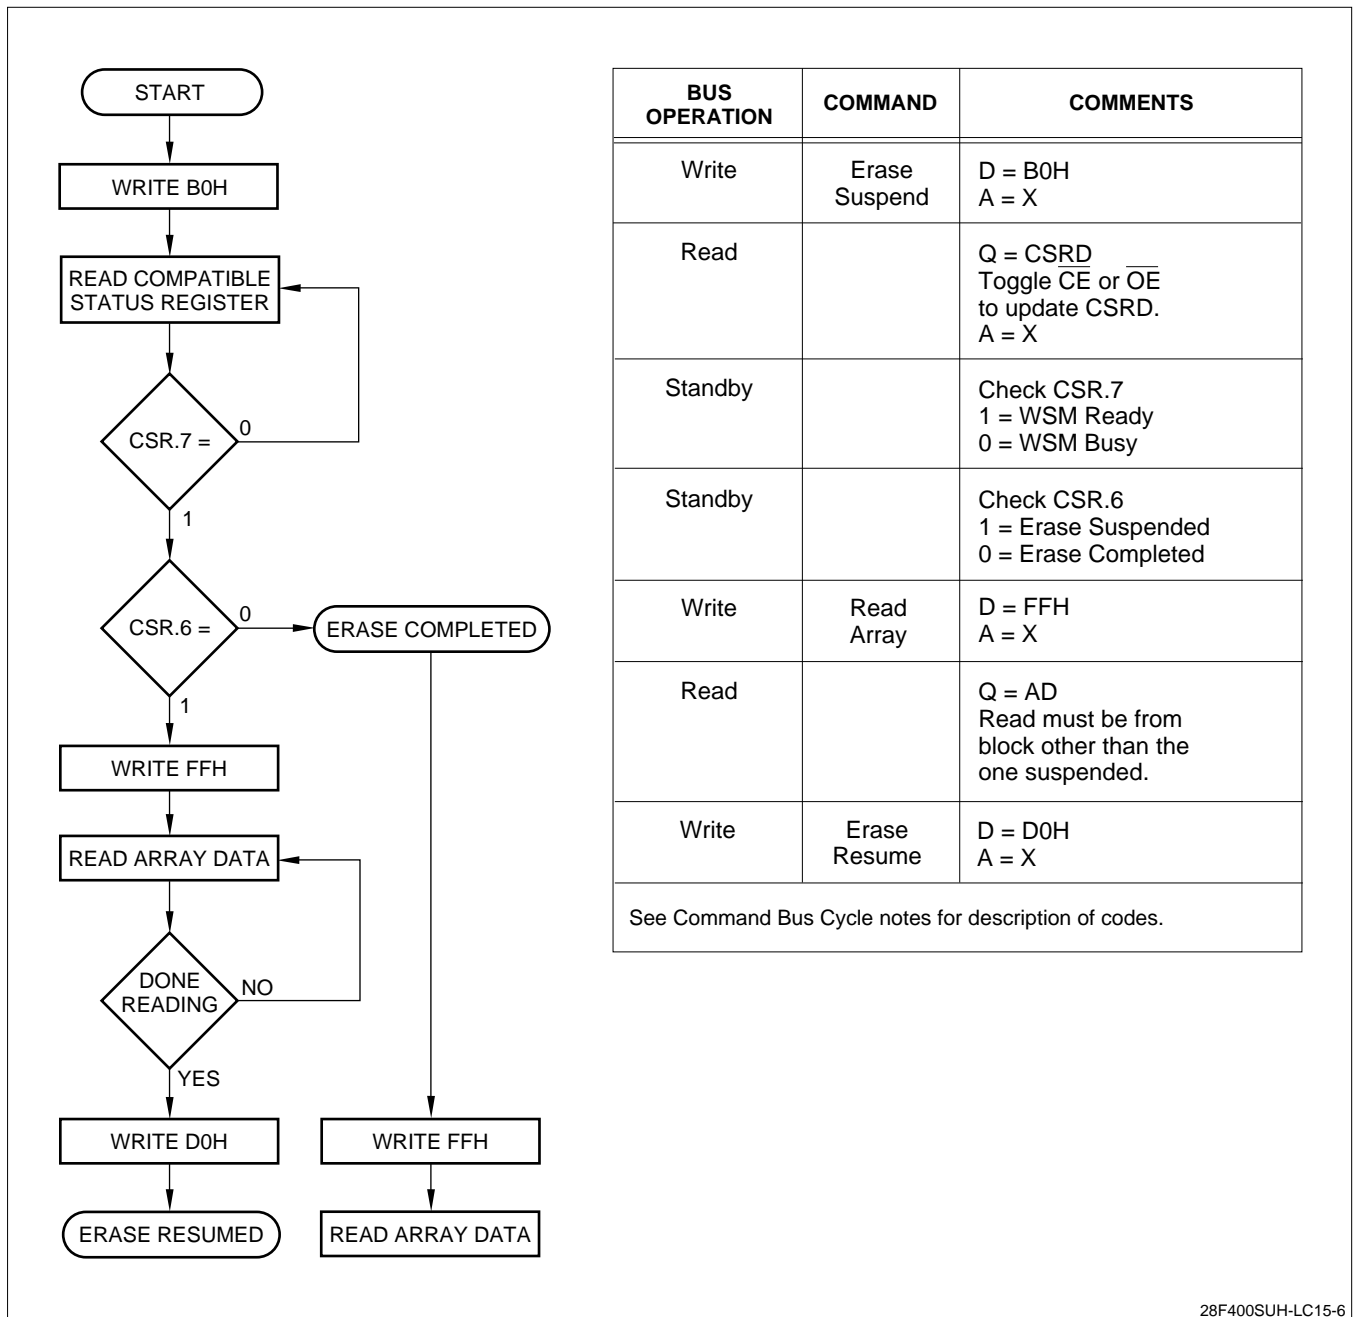 START
WRITE B0H
READ COMPATIBLE
STATUS REGISTER
CSR.7 =
0
1
CSR.6 =
0
ERASE COMPLETED
1
WRITE FFH
READ ARRAY DATA
DONE
READING
NO
YES
WRITE D0H
WRITE FFH
ERASE RESUMED
READ ARRAY DATA
BUS
OPERATION
COMMAND
COMMENTS
Write
Erase
Suspend
D = B0H
A = X
Read
Q = CSRD
Toggle C̅E̅ or O̅E̅
to update CSRD.
A = X
Standby
Check CSR.7
1 = WSM Ready
0 = WSM Busy
Standby
Check CSR.6
1 = Erase Suspended
0 = Erase Completed
Write
Read
Array
D = FFH
A = X
Read
Q = AD
Read must be from
block other than the
one suspended.
Write
Erase
Resume
D = D0H
A = X
See Command Bus Cycle notes for description of codes.
28F400SUH-LC15-6